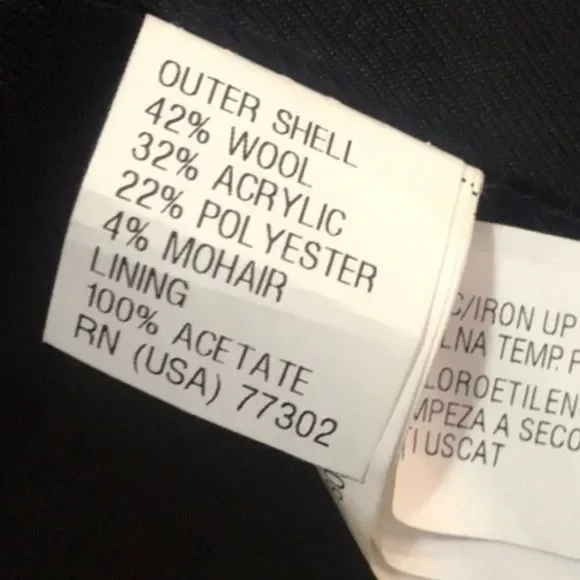 OUTER SHELL
42% WOOL
32% ACRYLIC
22% POLYESTER
4% MOHAIR
LINING
100% ACETATE
RN (USA) 77302
C/IRON UP
LNA TEMP.
LOROETILEN
MPEZA A SECO
USCAT